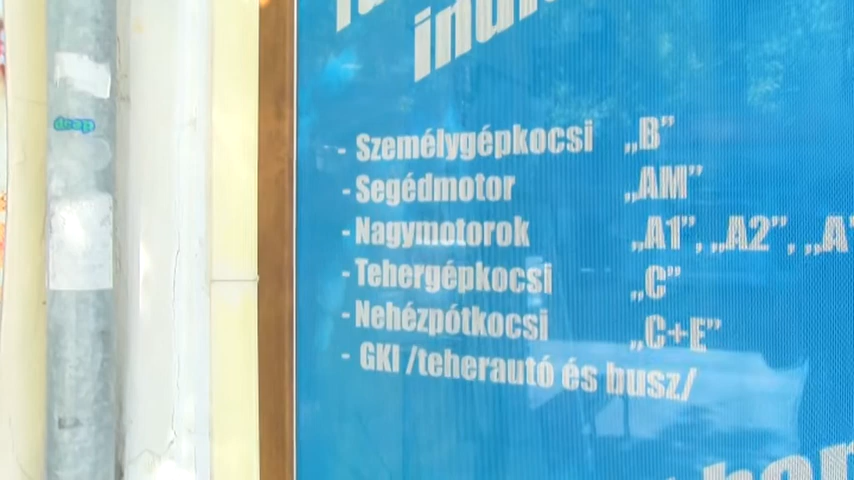 - Személygépkocsi „B”
- Segédmotor „AM”
- Nagymotorok „A1”, „A2”, „A”
- Tehergépkocsi „C”
- Nehézpótkocsi „C+E”
- GKI /teherautó és busz/